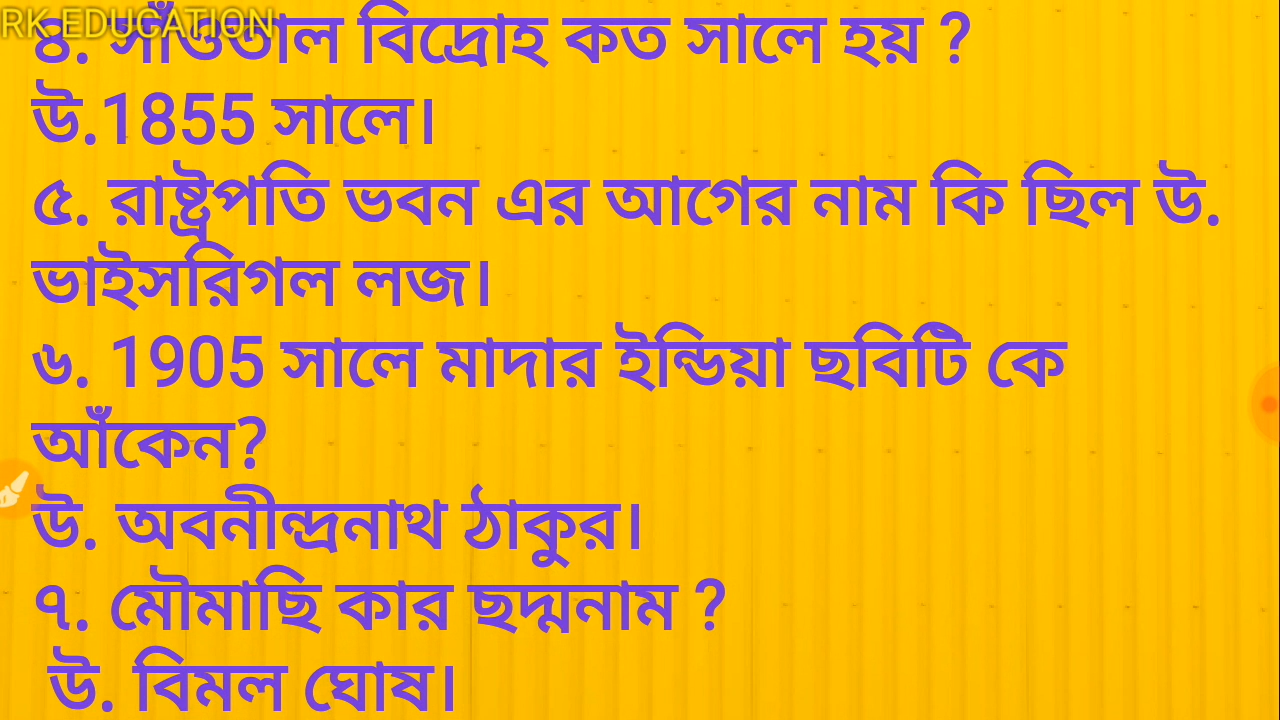 RK EDUCATION
৪. সাঁওতাল বিদ্রোহ কত সালে হয় ?
উ.1855 সালে।
৫. রাষ্ট্রপতি ভবন এর আগের নাম কি ছিল উ.
ভাইসরিগল লজ।
৬. 1905 সালে মাদার ইন্ডিয়া ছবিটি কে
আঁকেন?
উ. অবনীন্দ্রনাথ ঠাকুর।
৭. মৌমাছি কার ছদ্মনাম ?
উ. বিমল ঘোষ।